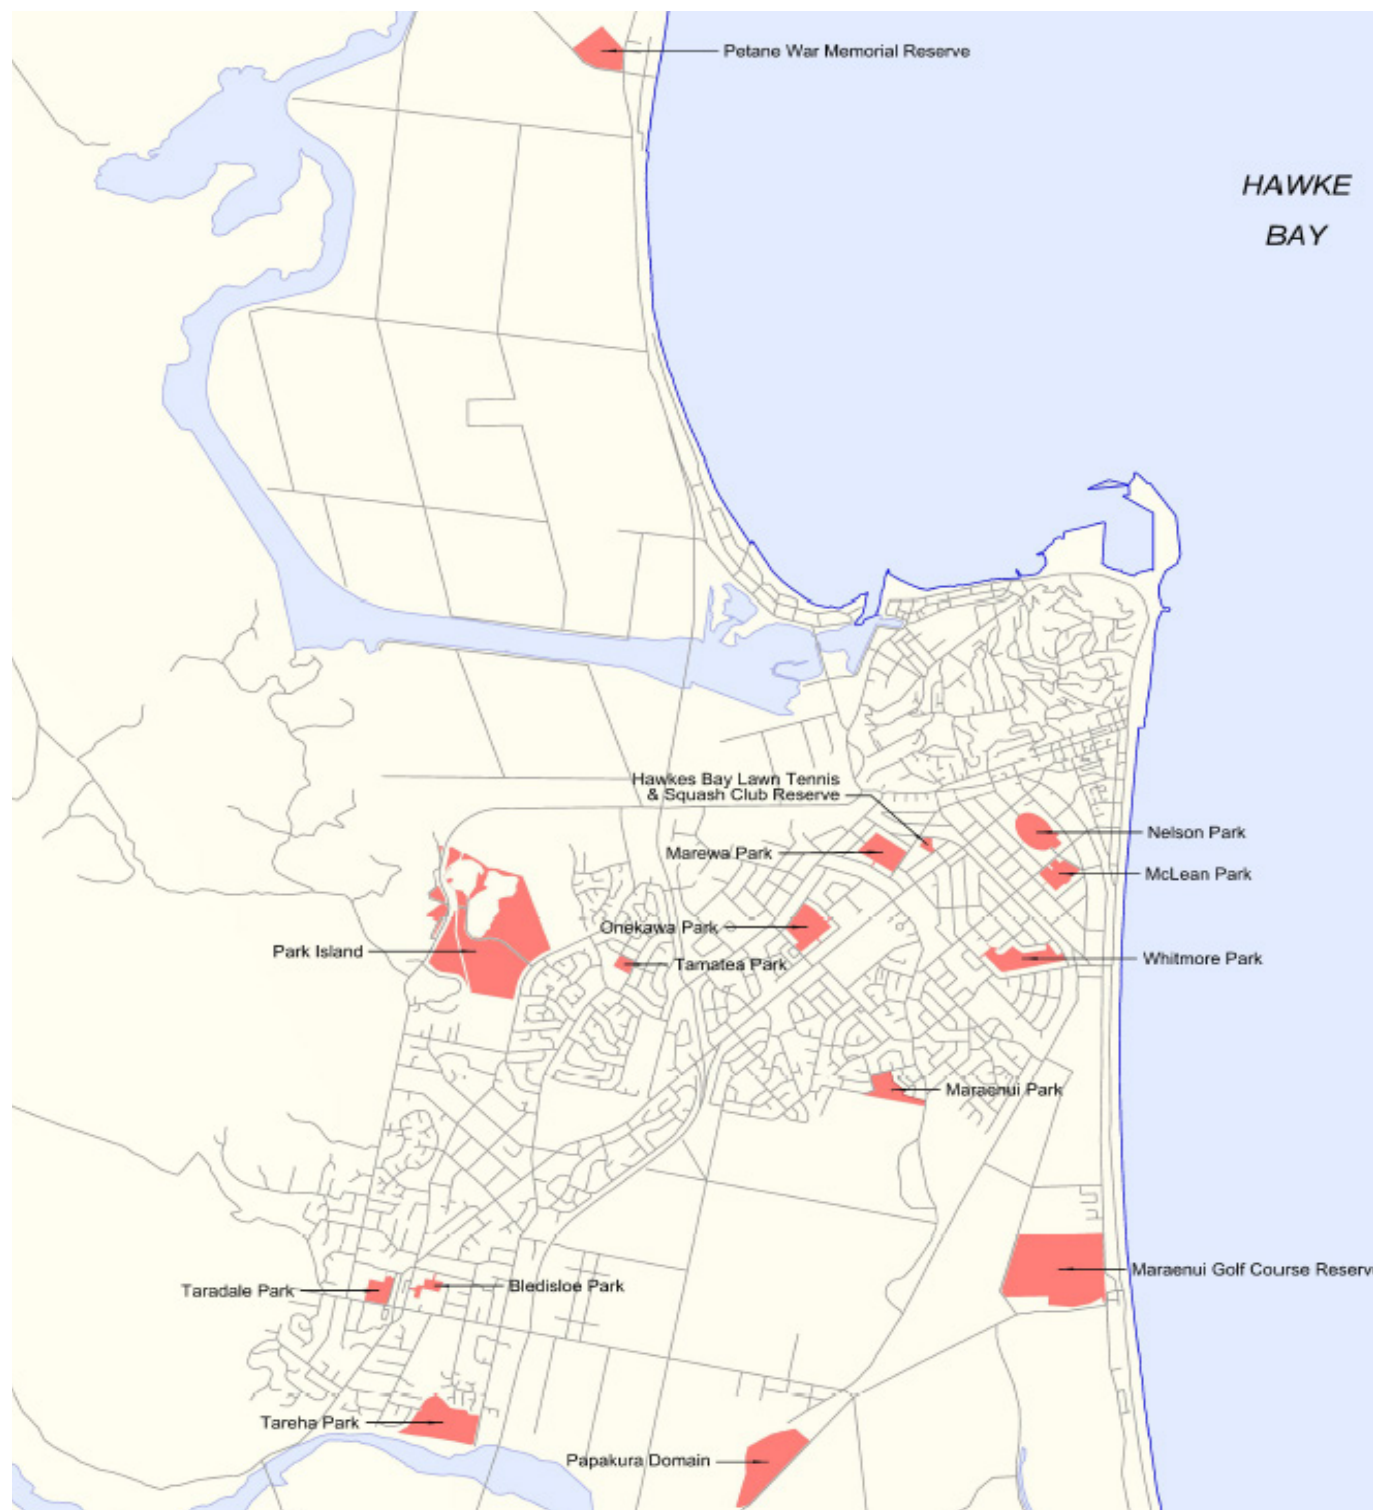 Petane War Memorial Reserve
HAWKE
BAY
Hawkes Bay Lawn Tennis
& Squash Club Reserve
Nelson Park
Marewa Park
McLean Park
Onekawa Park
Park Island
Tamatea Park
Whitmore Park
Maraenui Park
Maraenui Golf Course Reserv
Bledisloe Park
Taradale Park
Tareha Park
Papakura Domain